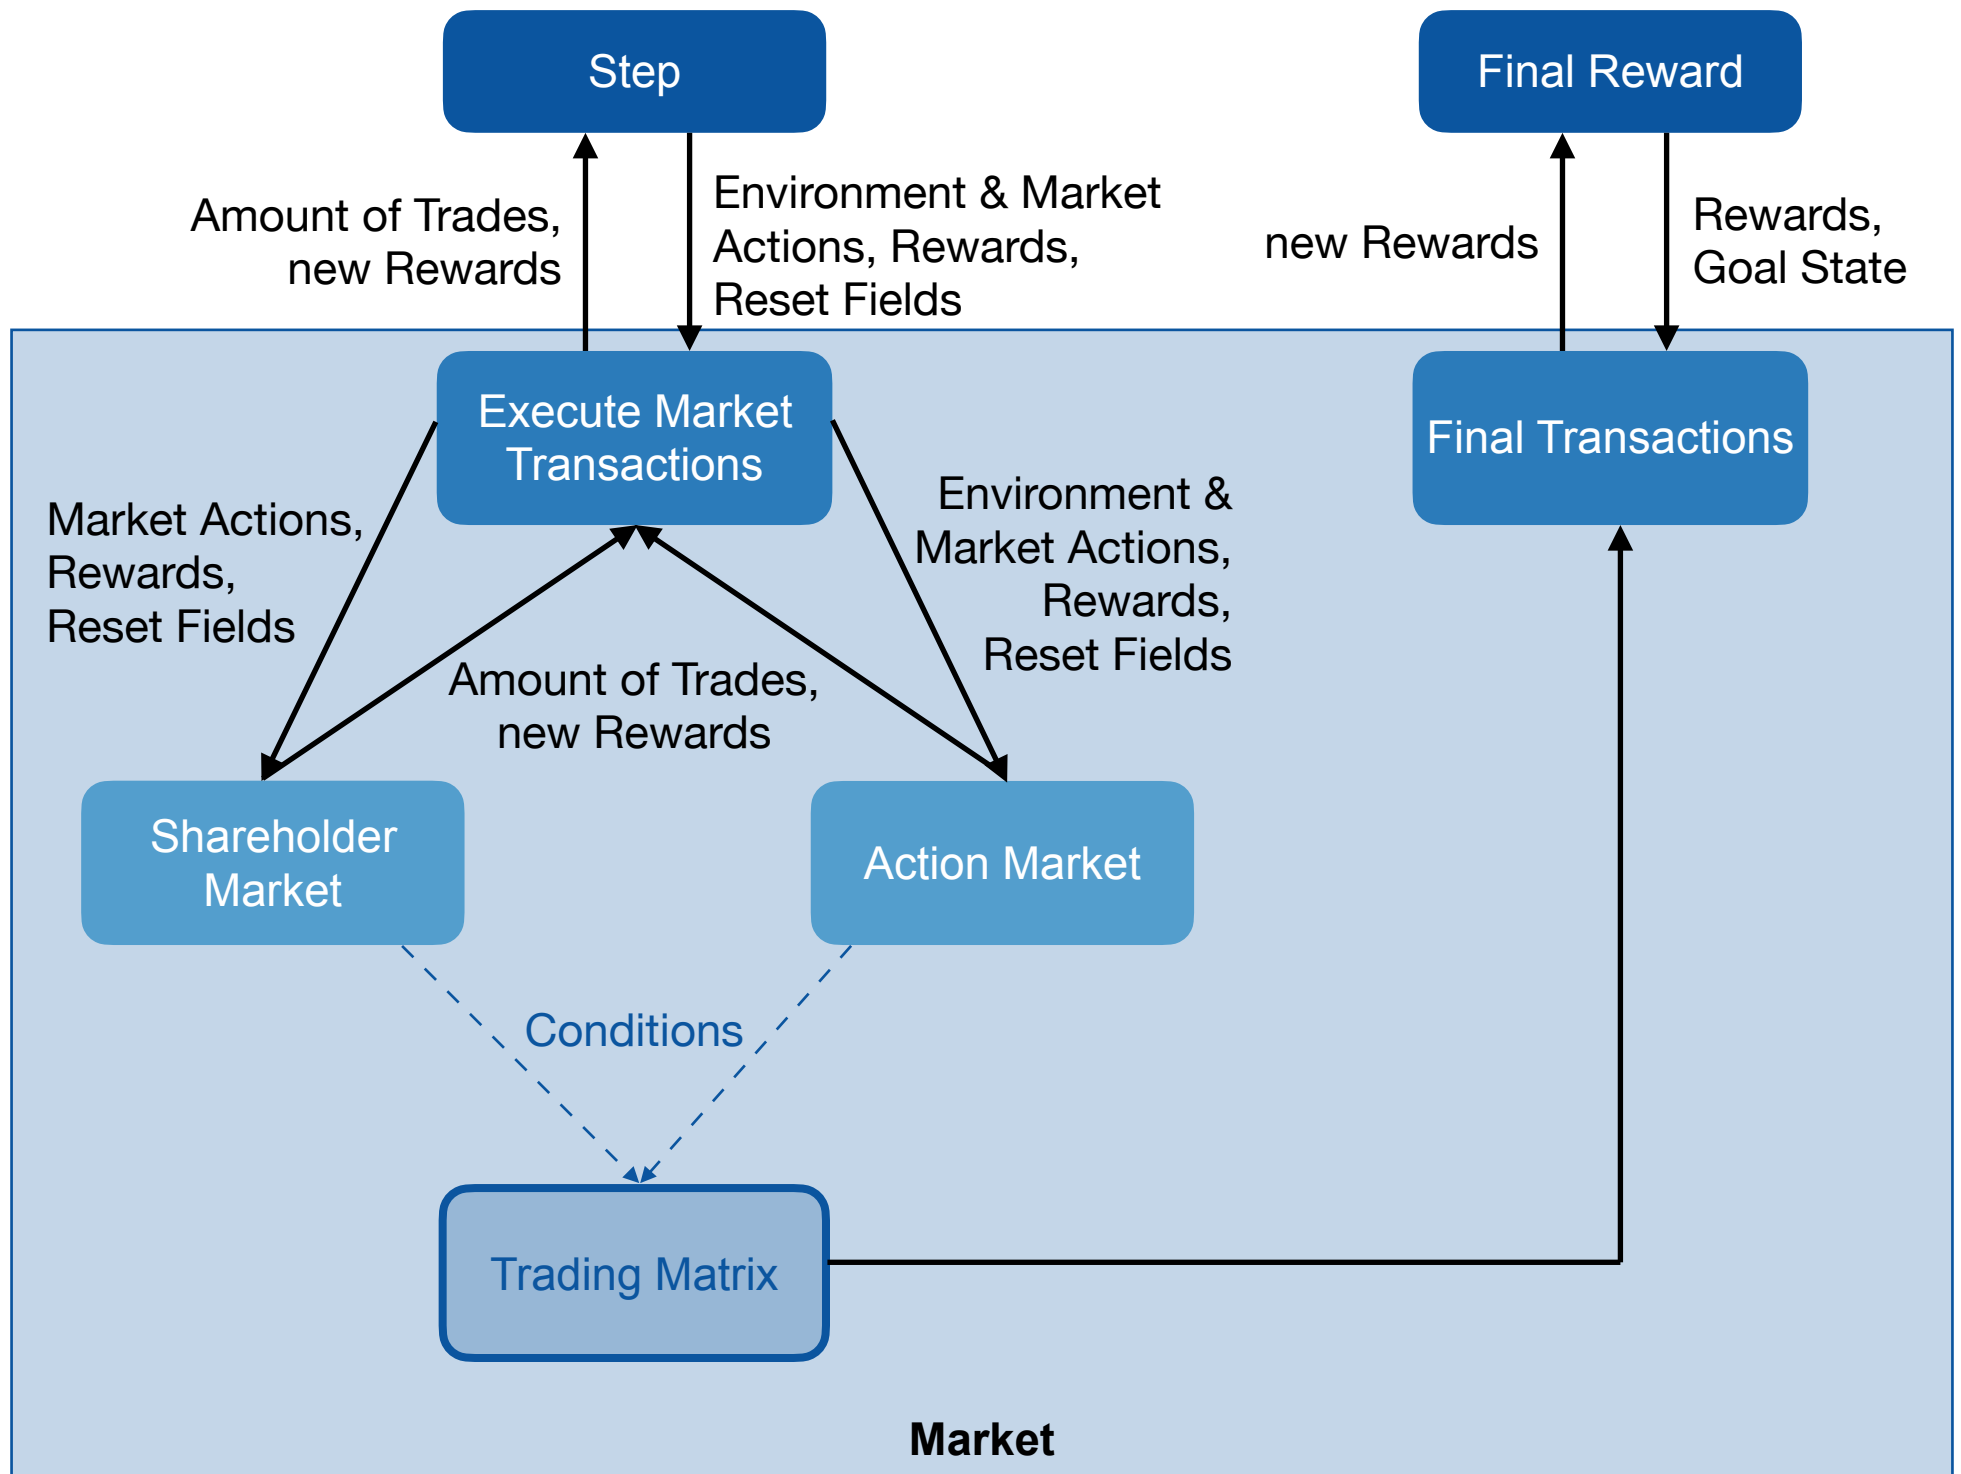 Step
Final Reward
Amount of Trades,
new Rewards
Environment & Market
Actions, Rewards,
Reset Fields
new Rewards
Rewards,
Goal State
Execute Market
Transactions
Final Transactions
Market Actions,
Rewards,
Reset Fields
Environment &
Market Actions,
Rewards,
Reset Fields
Amount of Trades,
new Rewards
Shareholder
Market
Action Market
Conditions
Trading Matrix
Market